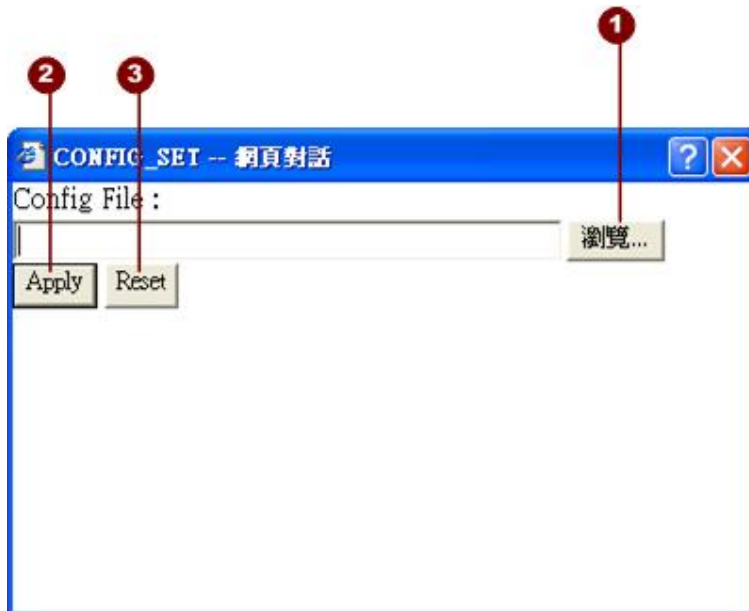 1
2 3
CONFIG_SET -- 網頁對話
Config File :
瀏覽...
Apply Reset